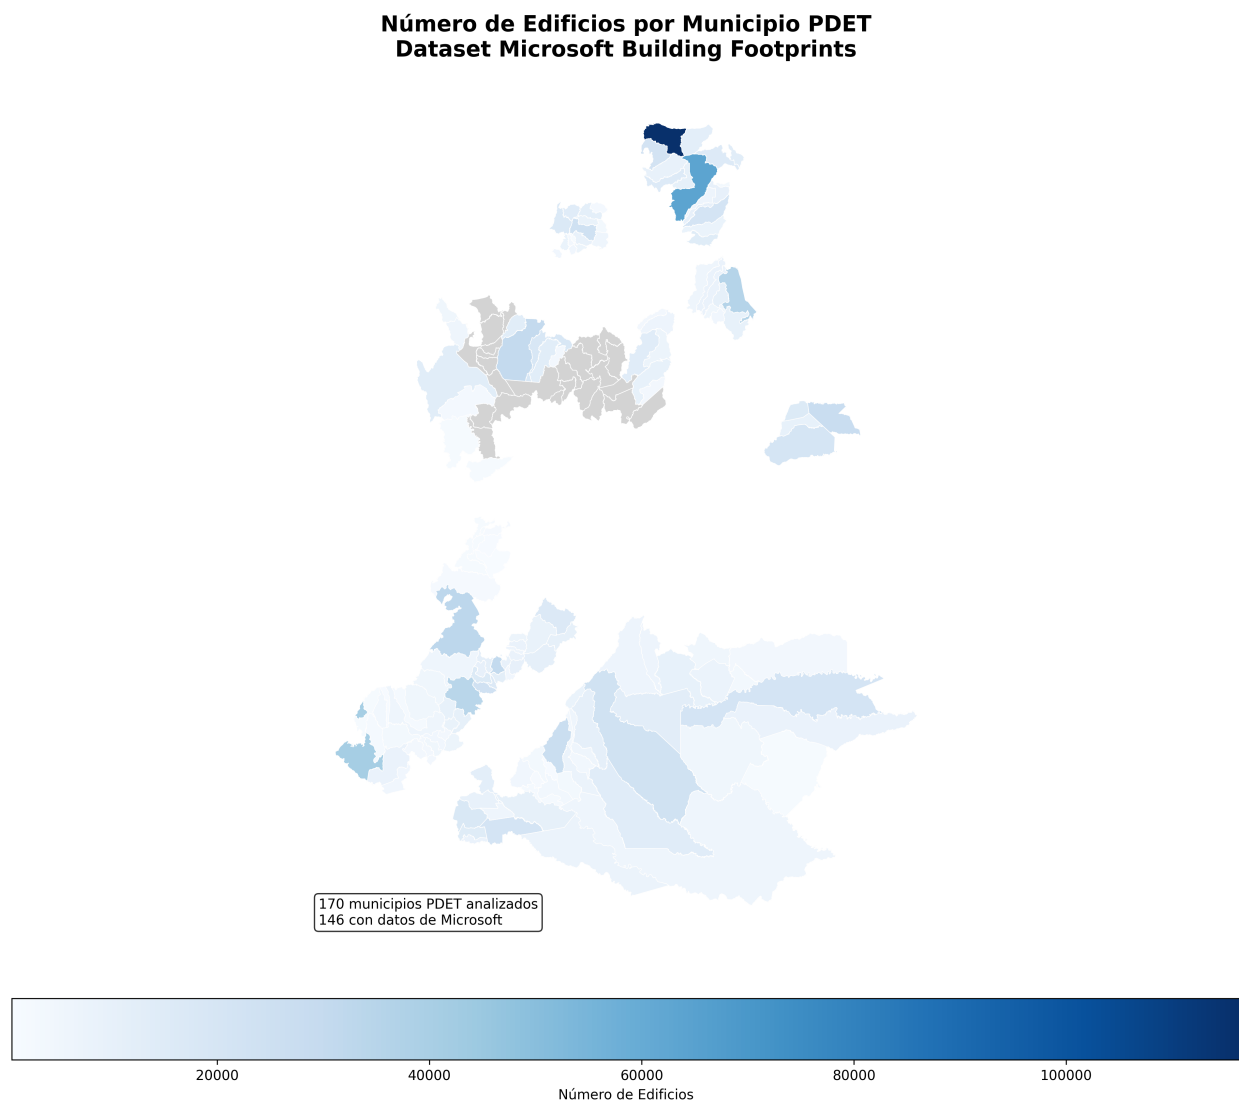 Número de Edificios por Municipio PDET
Dataset Microsoft Building Footprints
170 municipios PDET analizados
146 con datos de Microsoft
20000 40000 60000 80000 100000
Número de Edificios